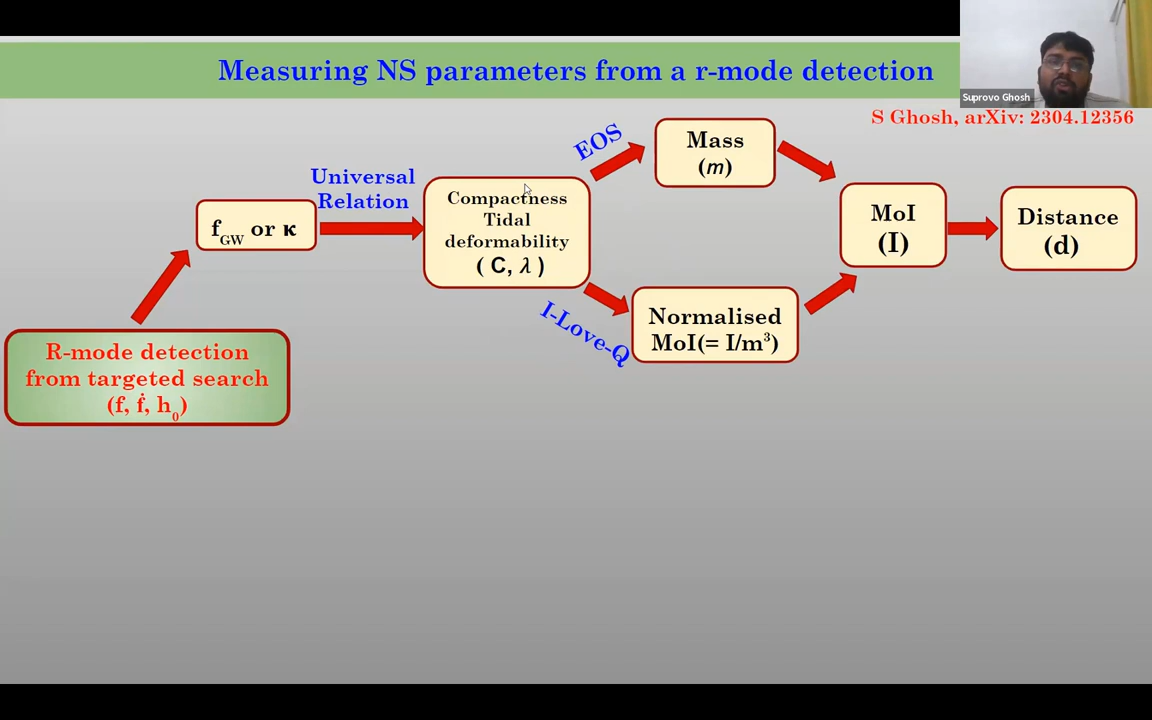 Measuring NS parameters from a r-mode detection
Suprovo Ghosh
S Ghosh, arXiv: 2304.12356
EOS
Mass
(m)
Universal
Relation
Compactness
Tidal
deformability
( C, λ )
f_GW or κ
MoI
(I)
Distance
(d)
I-Love-Q
Normalised
MoI(= I/m³)
R-mode detection
from targeted search
(f, ḟ, h₀)